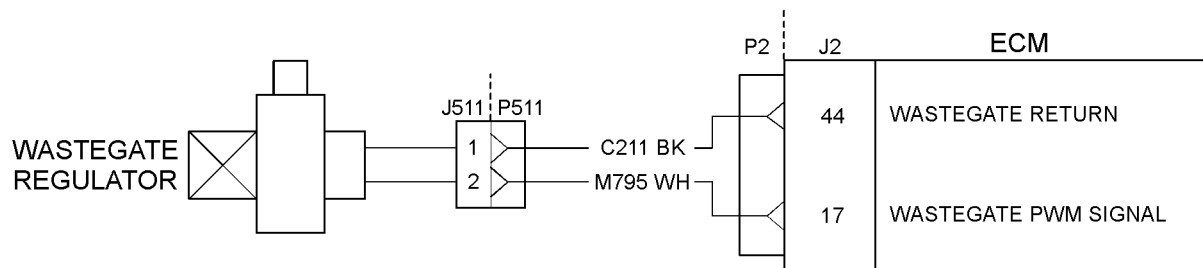 P2 J2 ECM
J511 P511
WASTEGATE
REGULATOR
1 C211 BK 44 WASTEGATE RETURN
2 M795 WH 17 WASTEGATE PWM SIGNAL